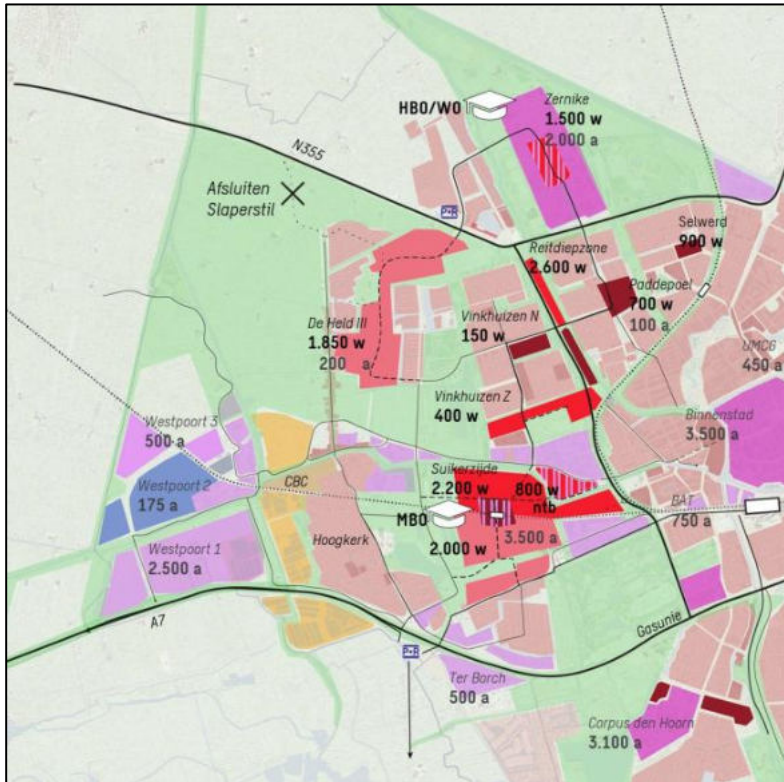 HBO/WO
Zernike
1.500 w
2.000 a
N355
Afsluiten
Slaperstil
P+R
Selwerd
900 w
Reitdiepzone
2.600 w
Paddepoel
700 w
100 a
De Held III
1.850 w
200 a
Vinkhuizen N
150 w
UMCG
450 a
Vinkhuizen Z
400 w
Binnenstad
3.500 a
Westpoort 3
500 a
Westpoort 2
175 a
CBC
Suikerzijde
2.200 w
800 w
ntb
MBO
2.000 w
3.500 a
750 a
Hoogkerk
Westpoort 1
2.500 a
A7
Gasunie
P+R
Ter Borch
500 a
Corpus den Hoorn
3.100 a